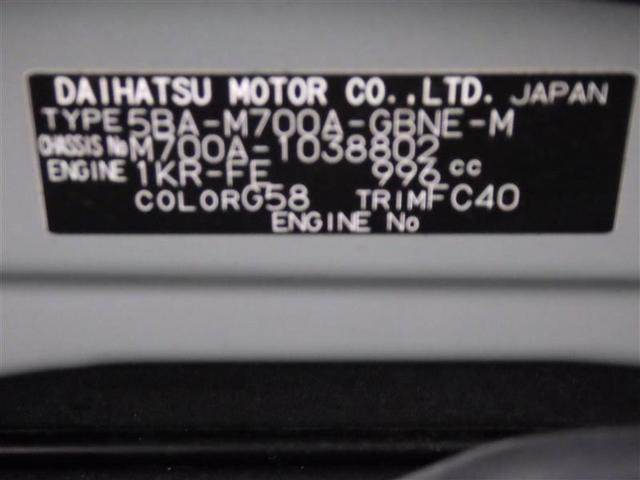 DAIHATSU MOTOR CO.,LTD. JAPAN
TYPE 5BA-M700A-GBNE-M
CHASSIS No M700A-1038802
ENGINE 1KR-FE 996 cc
COLOR G58 TRIM FC40
ENGINE No